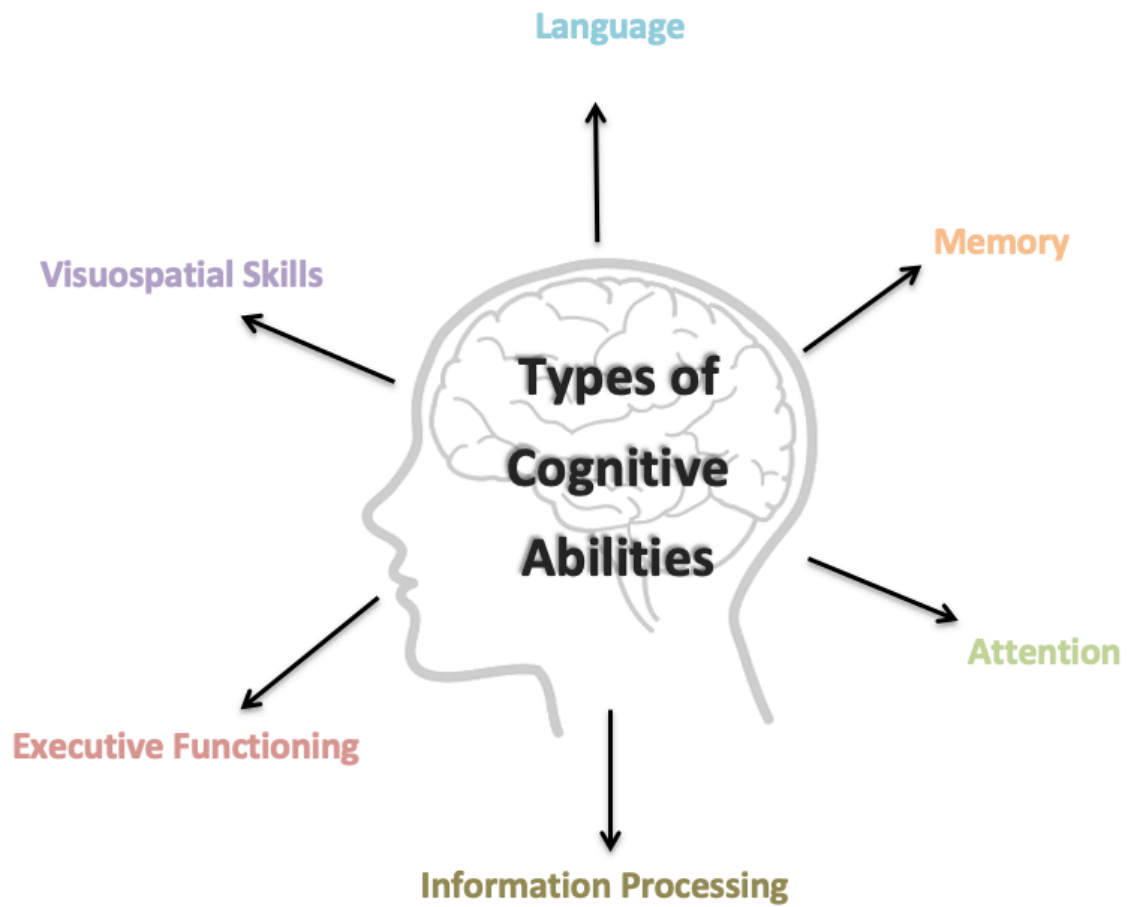 Language
Memory
Visuospatial Skills
Types of
Cognitive
Abilities
Attention
Executive Functioning
Information Processing